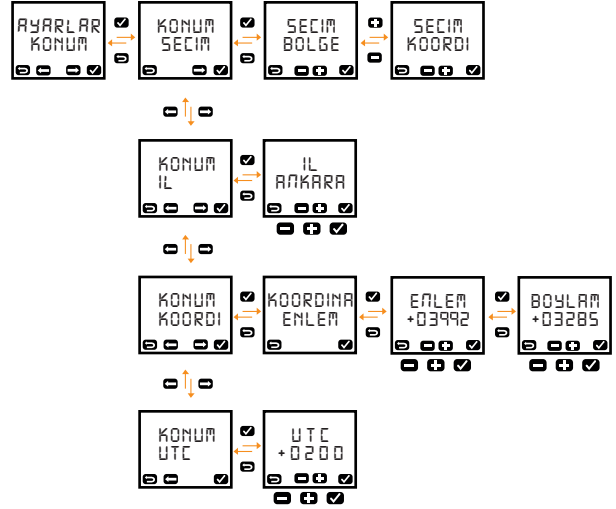 AYARLAR
KONUM
KONUM
SECIM
SECIM
BOLGE
SECIM
KOORDI
KONUM
IL
IL
ANKARA
KONUM
KOORDI
KOORDINA
ENLEM
ENLEM
+03992
BOYLAM
+03285
KONUM
UTC
UTC
+0200